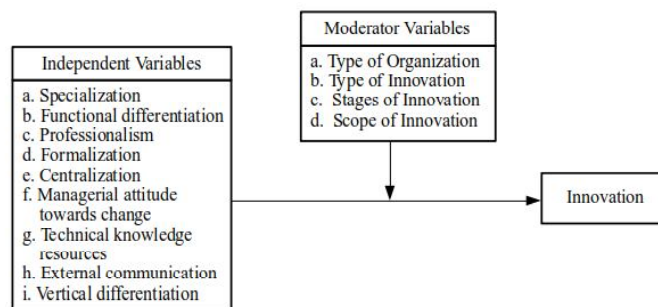 Moderator Variables
a. Type of Organization
b. Type of Innovation
c. Stages of Innovation
d. Scope of Innovation
Independent Variables
a. Specialization
b. Functional differentiation
c. Professionalism
d. Formalization
e. Centralization
f. Managerial attitude
towards change
g. Technical knowledge
resources
h. External communication
i. Vertical differentiation
Innovation